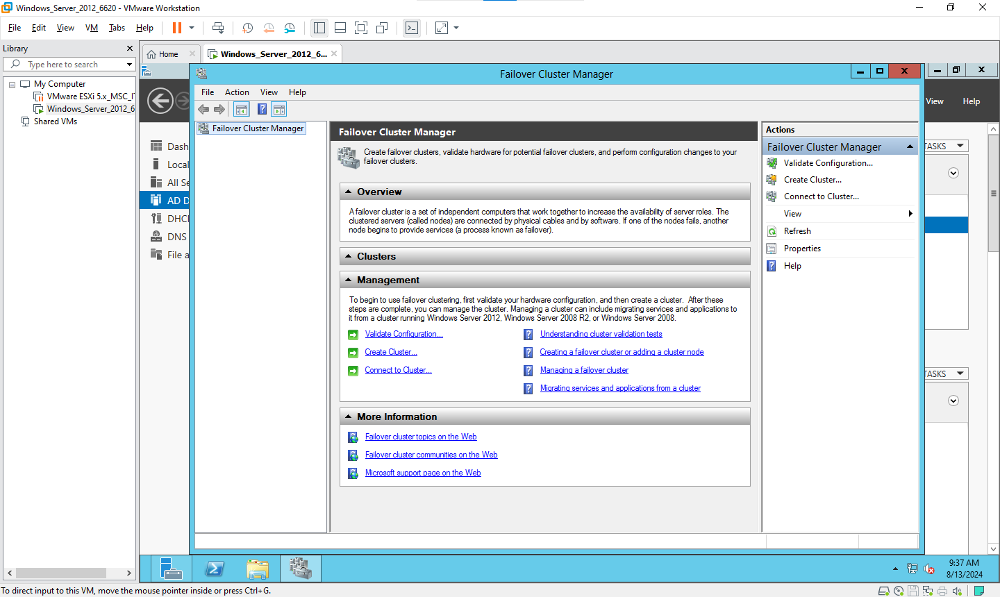 Windows_Server_2012_6620 - VMware Workstation
File Edit View VM Tabs Help
Library
Type here to search
My Computer
VMware ESXi 5.x_MSC_I
Windows_Server_2012_6
Shared VMs
Home
Windows_Server_2012_6...
Failover Cluster Manager
File Action View Help
View Help
Dash
Local
All Se
AD D
DHC
DNS
File a
TASKS
TASKS
Failover Cluster Manager
Failover Cluster Manager
Create failover clusters, validate hardware for potential failover clusters, and perform configuration changes to your
failover clusters.
Overview
A failover cluster is a set of independent computers that work together to increase the availability of server roles. The
clustered servers (called nodes) are connected by physical cables and by software. If one of the nodes fails, another
node begins to provide services (a process known as failover).
Clusters
Management
To begin to use failover clustering, first validate your hardware configuration, and then create a cluster. After these
steps are complete, you can manage the cluster. Managing a cluster can include migrating services and applications to
it from a cluster running Windows Server 2012, Windows Server 2008 R2, or Windows Server 2008.
Validate Configuration...
Create Cluster...
Connect to Cluster...
Understanding cluster validation tests
Creating a failover cluster or adding a cluster node
Managing a failover cluster
Migrating services and applications from a cluster
More Information
Failover cluster topics on the Web
Failover cluster communities on the Web
Microsoft support page on the Web
Actions
Failover Cluster Manager
Validate Configuration...
Create Cluster...
Connect to Cluster...
View
Refresh
Properties
Help
9:37 AM
8/13/2024
To direct input to this VM, move the mouse pointer inside or press Ctrl+G.